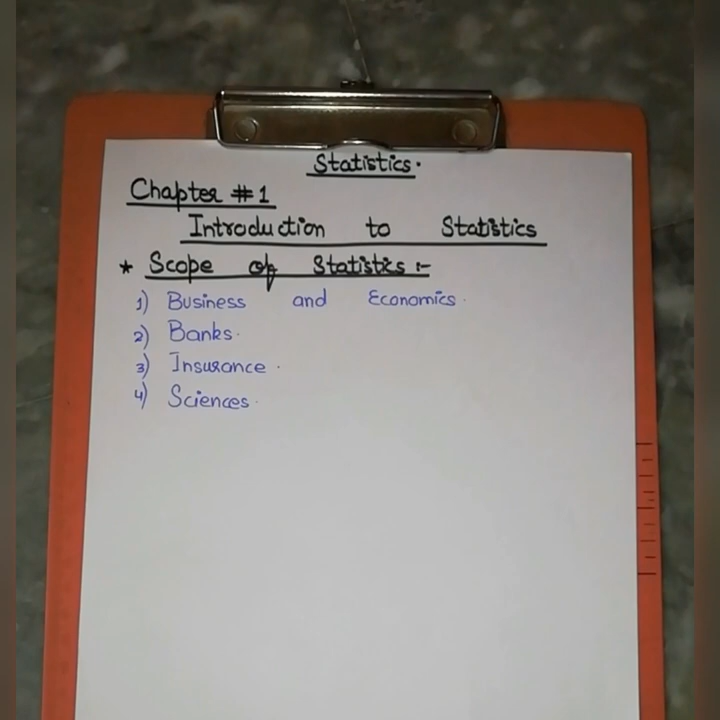 Statistics.
Chapter # 1
Introduction to Statistics
* Scope of Statistics :-
1) Business and Economics.
2) Banks.
3) Insurance.
4) Sciences.